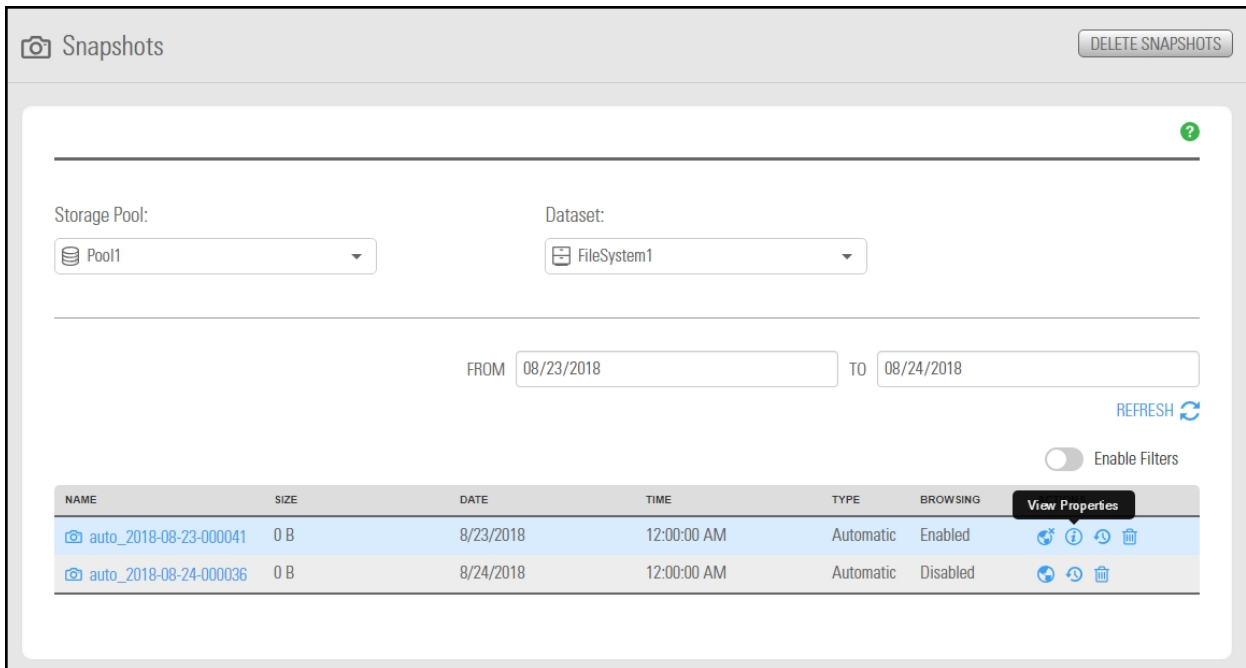 Snapshots DELETE SNAPSHOTS
?
Storage Pool: Dataset:
Pool1 FileSystem1
FROM 08/23/2018 TO 08/24/2018
REFRESH
Enable Filters
NAME SIZE DATE TIME TYPE BROWSING
View Properties
auto_2018-08-23-000041 0 B 8/23/2018 12:00:00 AM Automatic Enabled
auto_2018-08-24-000036 0 B 8/24/2018 12:00:00 AM Automatic Disabled